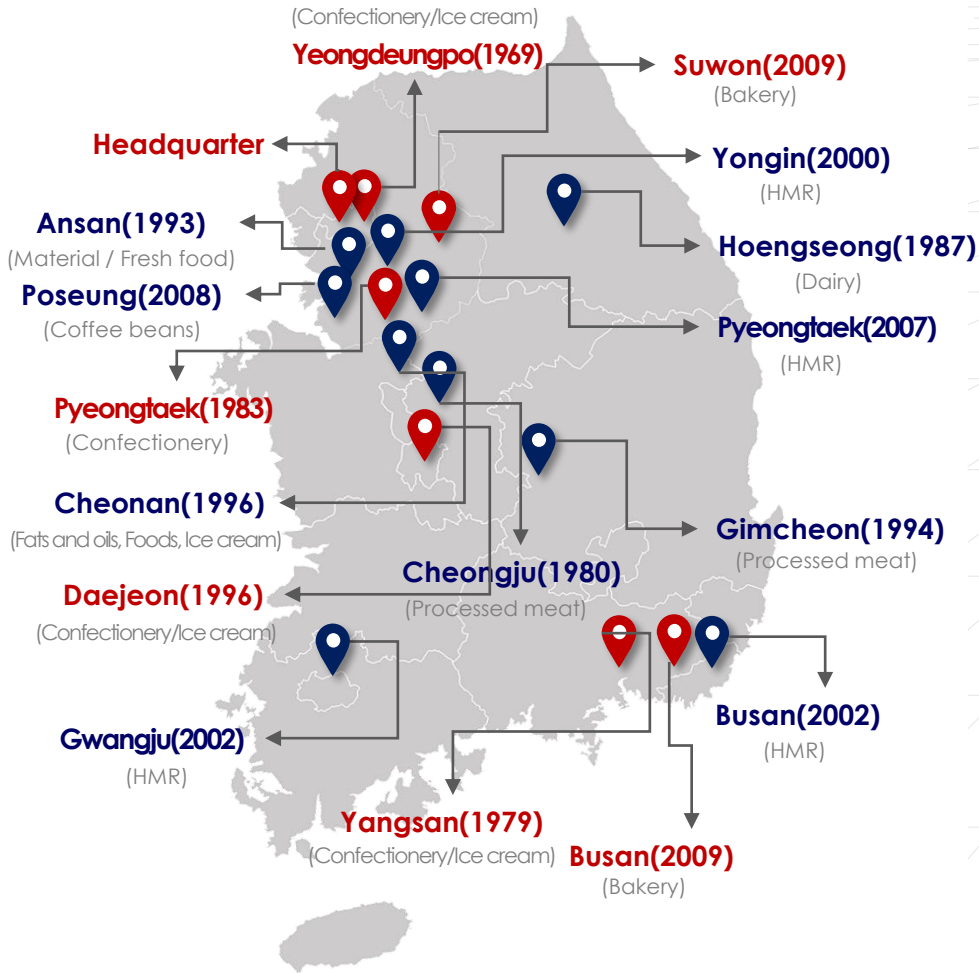 (Confectionery/Ice cream)
Yeongdeungpo(1969)
Suwon(2009)
(Bakery)
Headquarter
Yongin(2000)
(HMR)
Ansan(1993)
(Material / Fresh food)
Hoengseong(1987)
(Dairy)
Poseung(2008)
(Coffee beans)
Pyeongtaek(2007)
(HMR)
Pyeongtaek(1983)
(Confectionery)
Cheonan(1996)
(Fats and oils, Foods, Ice cream)
Gimcheon(1994)
(Processed meat)
Cheongju(1980)
(Processed meat)
Daejeon(1996)
(Confectionery/Ice cream)
Busan(2002)
(HMR)
Gwangju(2002)
(HMR)
Yangsan(1979)
(Confectionery/Ice cream)
Busan(2009)
(Bakery)